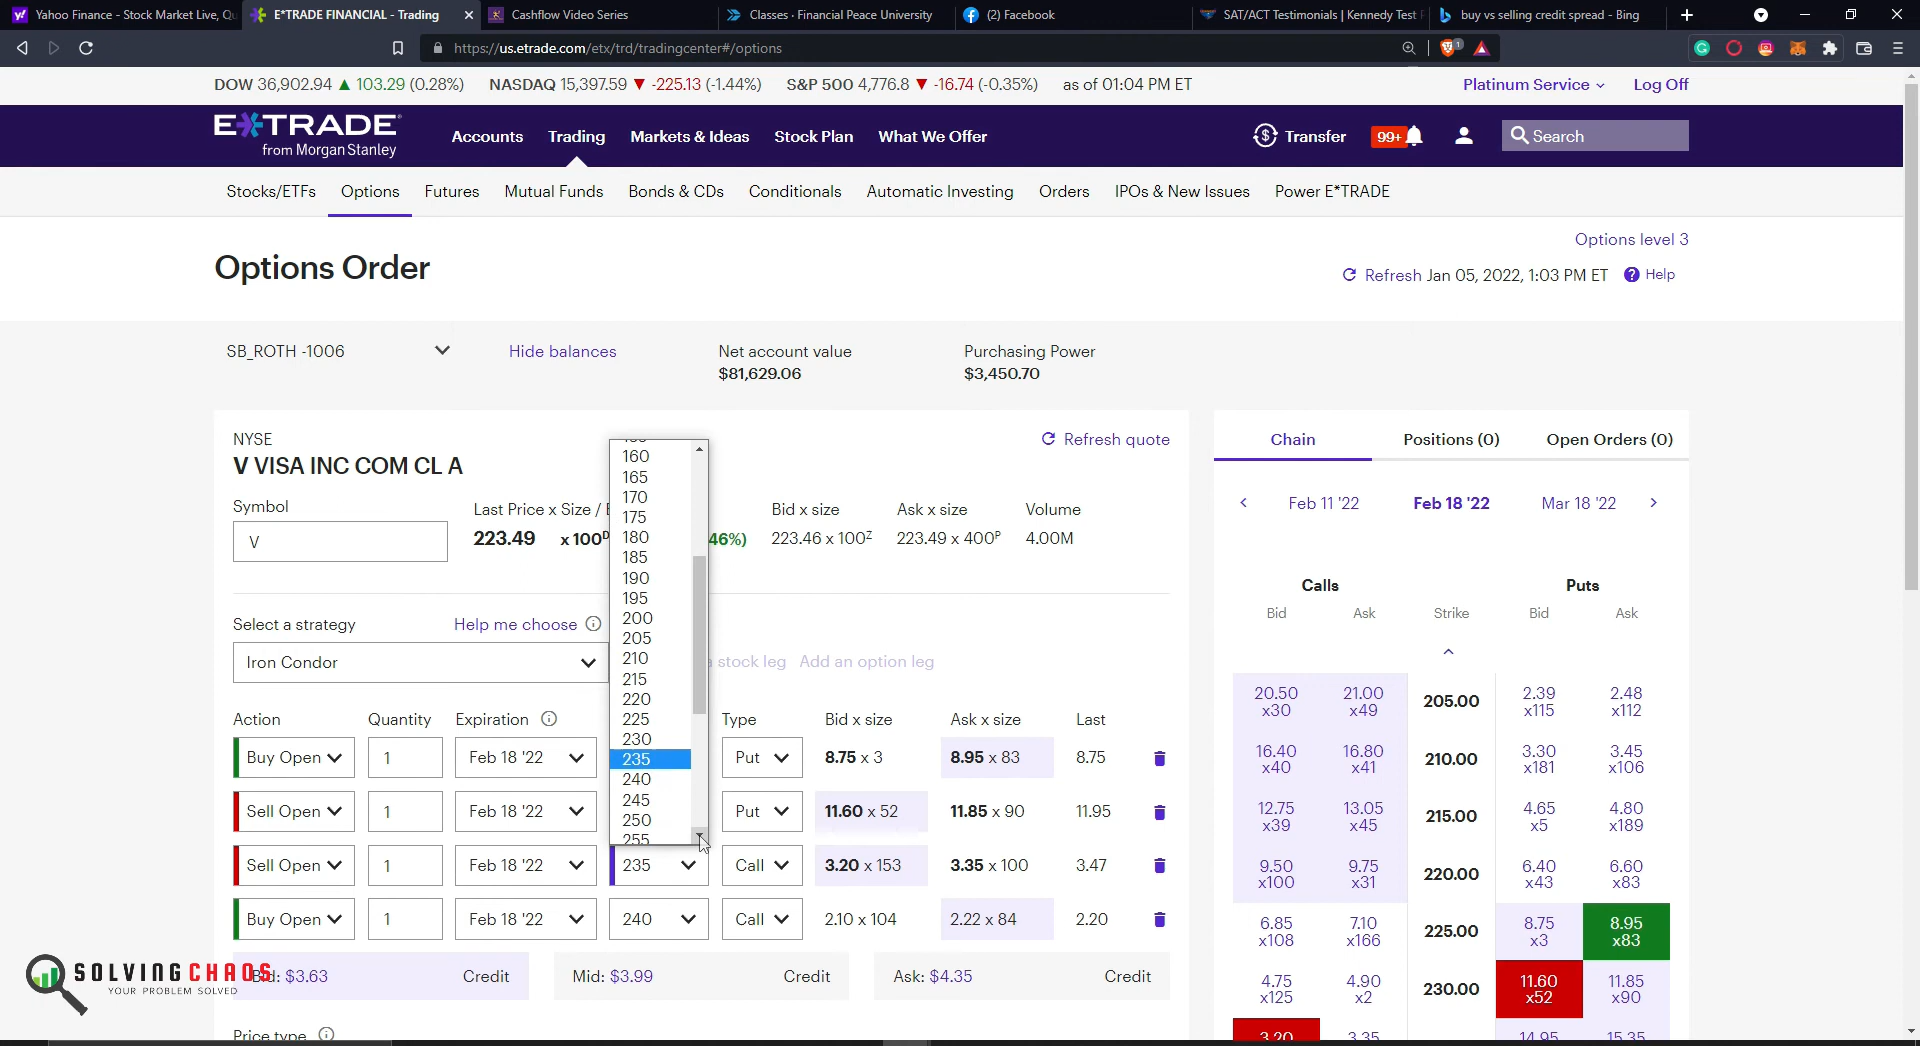 Yahoo Finance - Stock Market Live, Qu
E*TRADE FINANCIAL - Trading
Cashflow Video Series
Classes · Financial Peace University
(2) Facebook
SAT/ACT Testimonials | Kennedy Test P
buy vs selling credit spread - Bing
https://us.etrade.com/etx/trd/tradingcenter#/options
DOW 36,902.94 ▲ 103.29 (0.28%) NASDAQ 15,397.59 ▼ -225.13 (-1.44%) S&P 500 4,776.8 ▼ -16.74 (-0.35%) as of 01:04 PM ET
Platinum Service
Log Off
E*TRADE
from Morgan Stanley
Accounts Trading Markets & Ideas Stock Plan What We Offer
Transfer
99+
Search
Stocks/ETFs Options Futures Mutual Funds Bonds & CDs Conditionals Automatic Investing Orders IPOs & New Issues Power E*TRADE
Options level 3
Options Order
Refresh Jan 05, 2022, 1:03 PM ET
Help
SB_ROTH -1006
Hide balances
Net account value
$81,629.06
Purchasing Power
$3,450.70
NYSE
V VISA INC COM CL A
Refresh quote
Symbol
V
Last Price x Size /
223.49 x 100D
46%)
Bid x size
223.46 x 100Z
Ask x size
223.49 x 400P
Volume
4.00M
Select a strategy
Help me choose
Iron Condor
stock leg
Add an option leg
160
165
170
175
180
185
190
195
200
205
210
215
220
225
230
235
240
245
250
255
Action Quantity Expiration Type Bid x size Ask x size Last
Buy Open 1 Feb 18 '22 Put 8.75 x 3 8.95 x 83 8.75
Sell Open 1 Feb 18 '22 Put 11.60 x 52 11.85 x 90 11.95
Sell Open 1 Feb 18 '22 235 Call 3.20 x 153 3.35 x 100 3.47
Buy Open 1 Feb 18 '22 240 Call 2.10 x 104 2.22 x 84 2.20
Bid: $3.63 Credit
Mid: $3.99 Credit
Ask: $4.35 Credit
Price type
SOLVING CHAOS
YOUR PROBLEM SOLVED
Chain Positions (0) Open Orders (0)
Feb 11 '22 Feb 18 '22 Mar 18 '22
Calls Puts
Bid Ask Strike Bid Ask
20.50 21.00 205.00 2.39 2.48
x30 x49 x115 x112
16.40 16.80 210.00 3.30 3.45
x40 x41 x181 x106
12.75 13.05 215.00 4.65 4.80
x39 x45 x5 x189
9.50 9.75 220.00 6.40 6.60
x100 x31 x43 x83
6.85 7.10 225.00 8.75 8.95
x108 x166 x3 x83
4.75 4.90 230.00 11.60 11.85
x125 x2 x52 x90
3.20 3.35 14.95 15.35